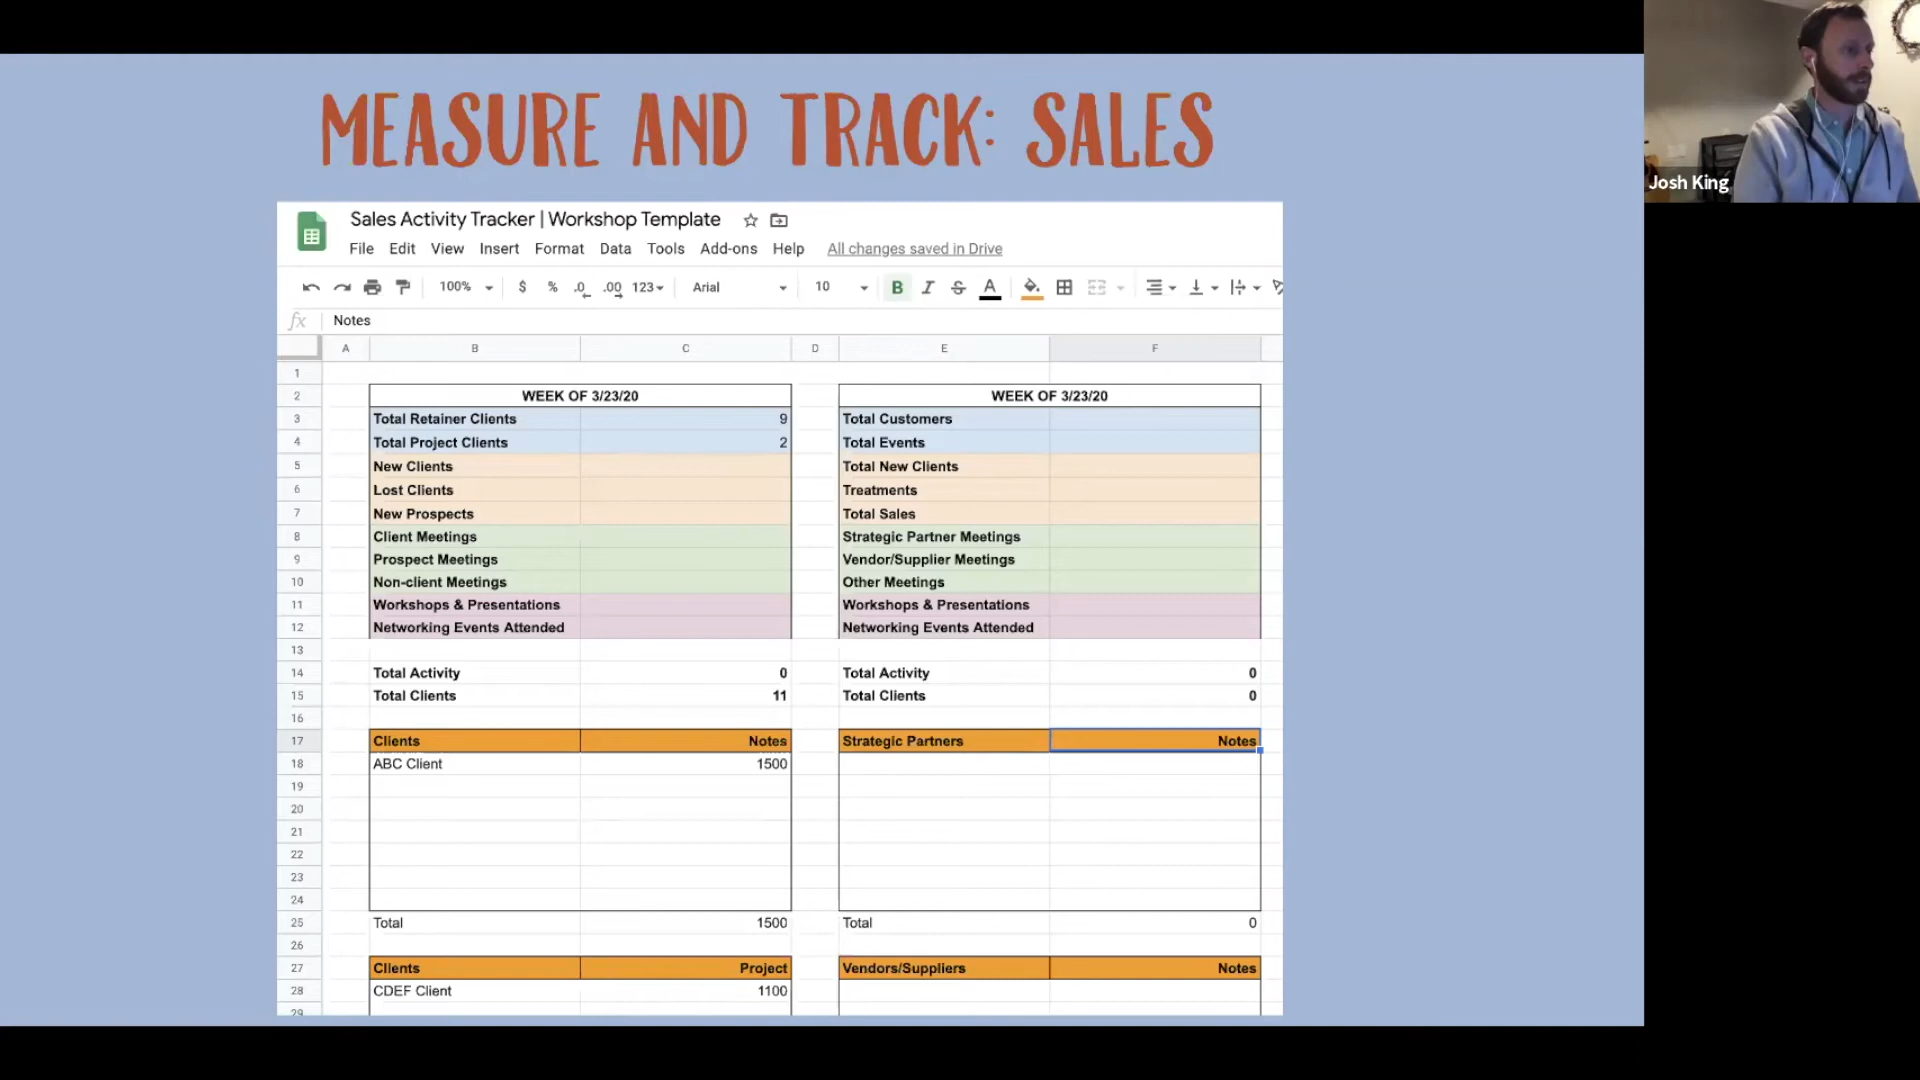 MEASURE AND TRACK: SALES
Josh King
Sales Activity Tracker | Workshop Template
File Edit View Insert Format Data Tools Add-ons Help All changes saved in Drive
100% $ % .0 .00 123 Arial 10 B I S A
fx Notes
A B C D E F
1
2 WEEK OF 3/23/20 WEEK OF 3/23/20
3 Total Retainer Clients 9 Total Customers
4 Total Project Clients 2 Total Events
5 New Clients Total New Clients
6 Lost Clients Treatments
7 New Prospects Total Sales
8 Client Meetings Strategic Partner Meetings
9 Prospect Meetings Vendor/Supplier Meetings
10 Non-client Meetings Other Meetings
11 Workshops & Presentations Workshops & Presentations
12 Networking Events Attended Networking Events Attended
13
14 Total Activity 0 Total Activity 0
15 Total Clients 11 Total Clients 0
16
17 Clients Notes Strategic Partners Notes
18 ABC Client 1500
19
20
21
22
23
24
25 Total 1500 Total 0
26
27 Clients Project Vendors/Suppliers Notes
28 CDEF Client 1100
29